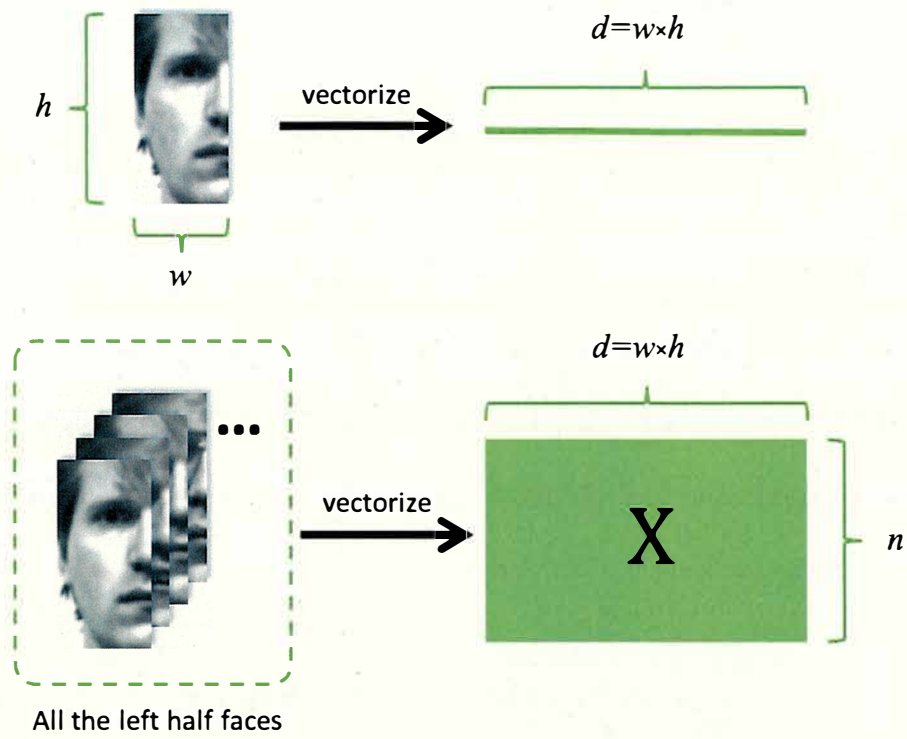 d=w×h
h
vectorize
w
d=w×h
...
vectorize
X
n
All the left half faces